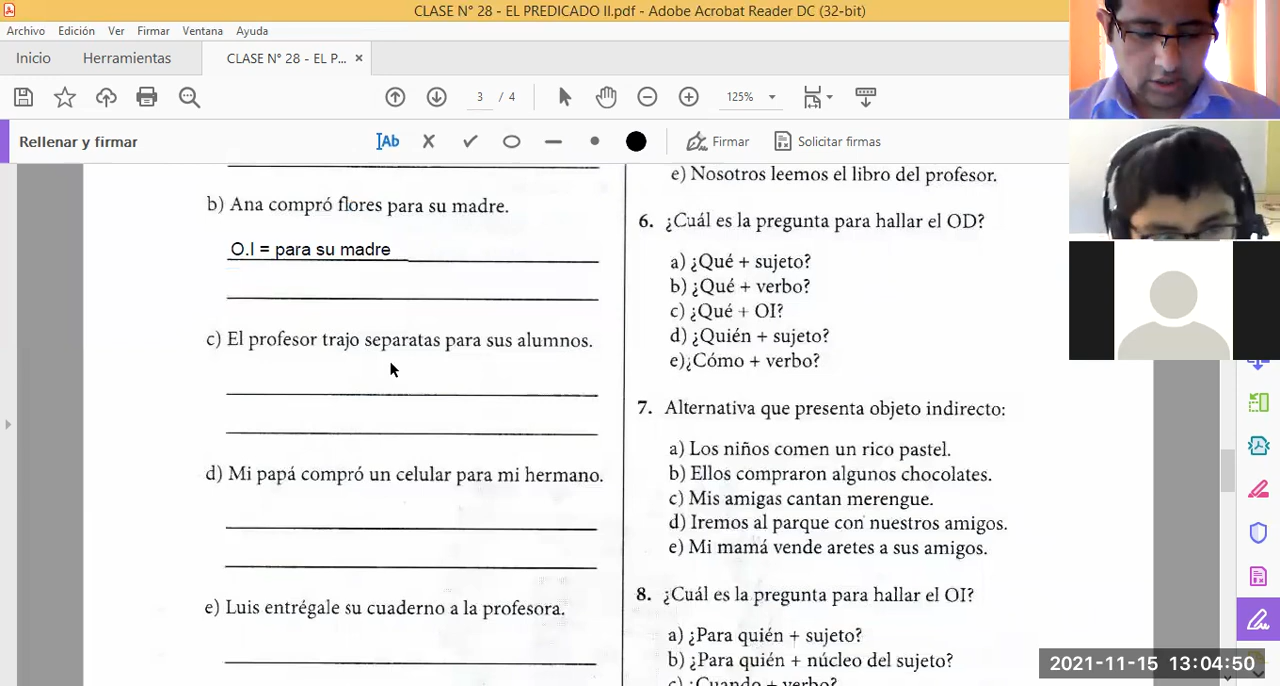 CLASE N° 28 - EL PREDICADO II.pdf - Adobe Acrobat Reader DC (32-bit)
Archivo Edición Ver Firmar Ventana Ayuda
Inicio Herramientas CLASE N° 28 - EL P... ×
3 / 4 125%
Rellenar y firmar Ab Firmar Solicitar firmas
b) Ana compró flores para su madre.
O.I = para su madre
c) El profesor trajo separatas para sus alumnos.
d) Mi papá compró un celular para mi hermano.
e) Luis entrégale su cuaderno a la profesora.
e) Nosotros leemos el libro del profesor.
6. ¿Cuál es la pregunta para hallar el OD?
a) ¿Qué + sujeto?
b) ¿Qué + verbo?
c) ¿Qué + OI?
d) ¿Quién + sujeto?
e)¿Cómo + verbo?
7. Alternativa que presenta objeto indirecto:
a) Los niños comen un rico pastel.
b) Ellos compraron algunos chocolates.
c) Mis amigas cantan merengue.
d) Iremos al parque con nuestros amigos.
e) Mi mamá vende aretes a sus amigos.
8. ¿Cuál es la pregunta para hallar el OI?
a) ¿Para quién + sujeto?
b) ¿Para quién + núcleo del sujeto?
c) ¿Cuando + verbo?
2021-11-15 13:04:50